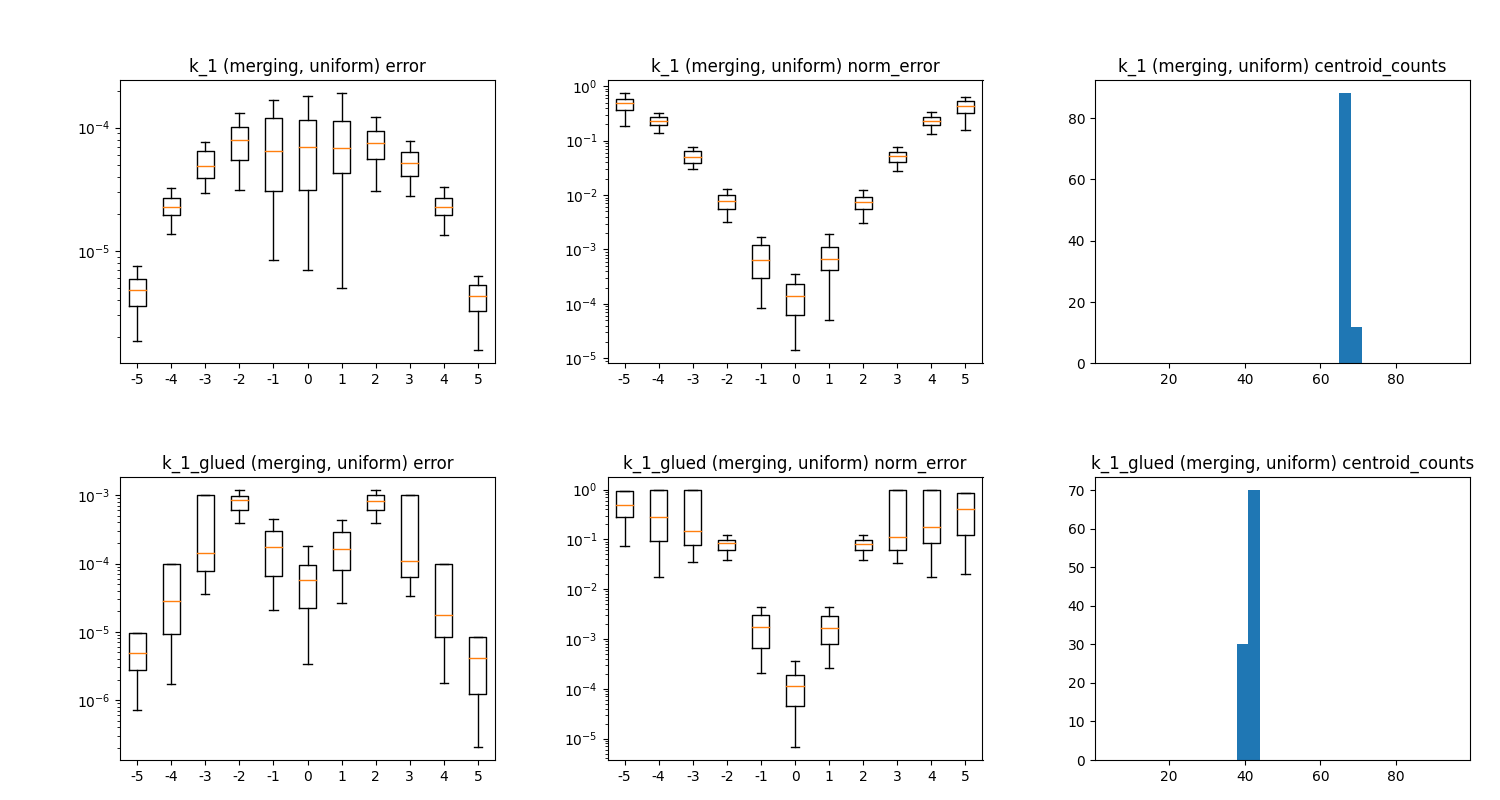 k_1 (merging, uniform) error
10⁻⁴
10⁻⁵
-5 -4 -3 -2 -1 0 1 2 3 4 5
k_1 (merging, uniform) norm_error
10⁰
10⁻¹
10⁻²
10⁻³
10⁻⁴
10⁻⁵
-5 -4 -3 -2 -1 0 1 2 3 4 5
k_1 (merging, uniform) centroid_counts
80
60
40
20
0
20 40 60 80
k_1_glued (merging, uniform) error
10⁻³
10⁻⁴
10⁻⁵
10⁻⁶
-5 -4 -3 -2 -1 0 1 2 3 4 5
k_1_glued (merging, uniform) norm_error
10⁰
10⁻¹
10⁻²
10⁻³
10⁻⁴
10⁻⁵
-5 -4 -3 -2 -1 0 1 2 3 4 5
k_1_glued (merging, uniform) centroid_counts
70
60
50
40
30
20
10
0
20 40 60 80